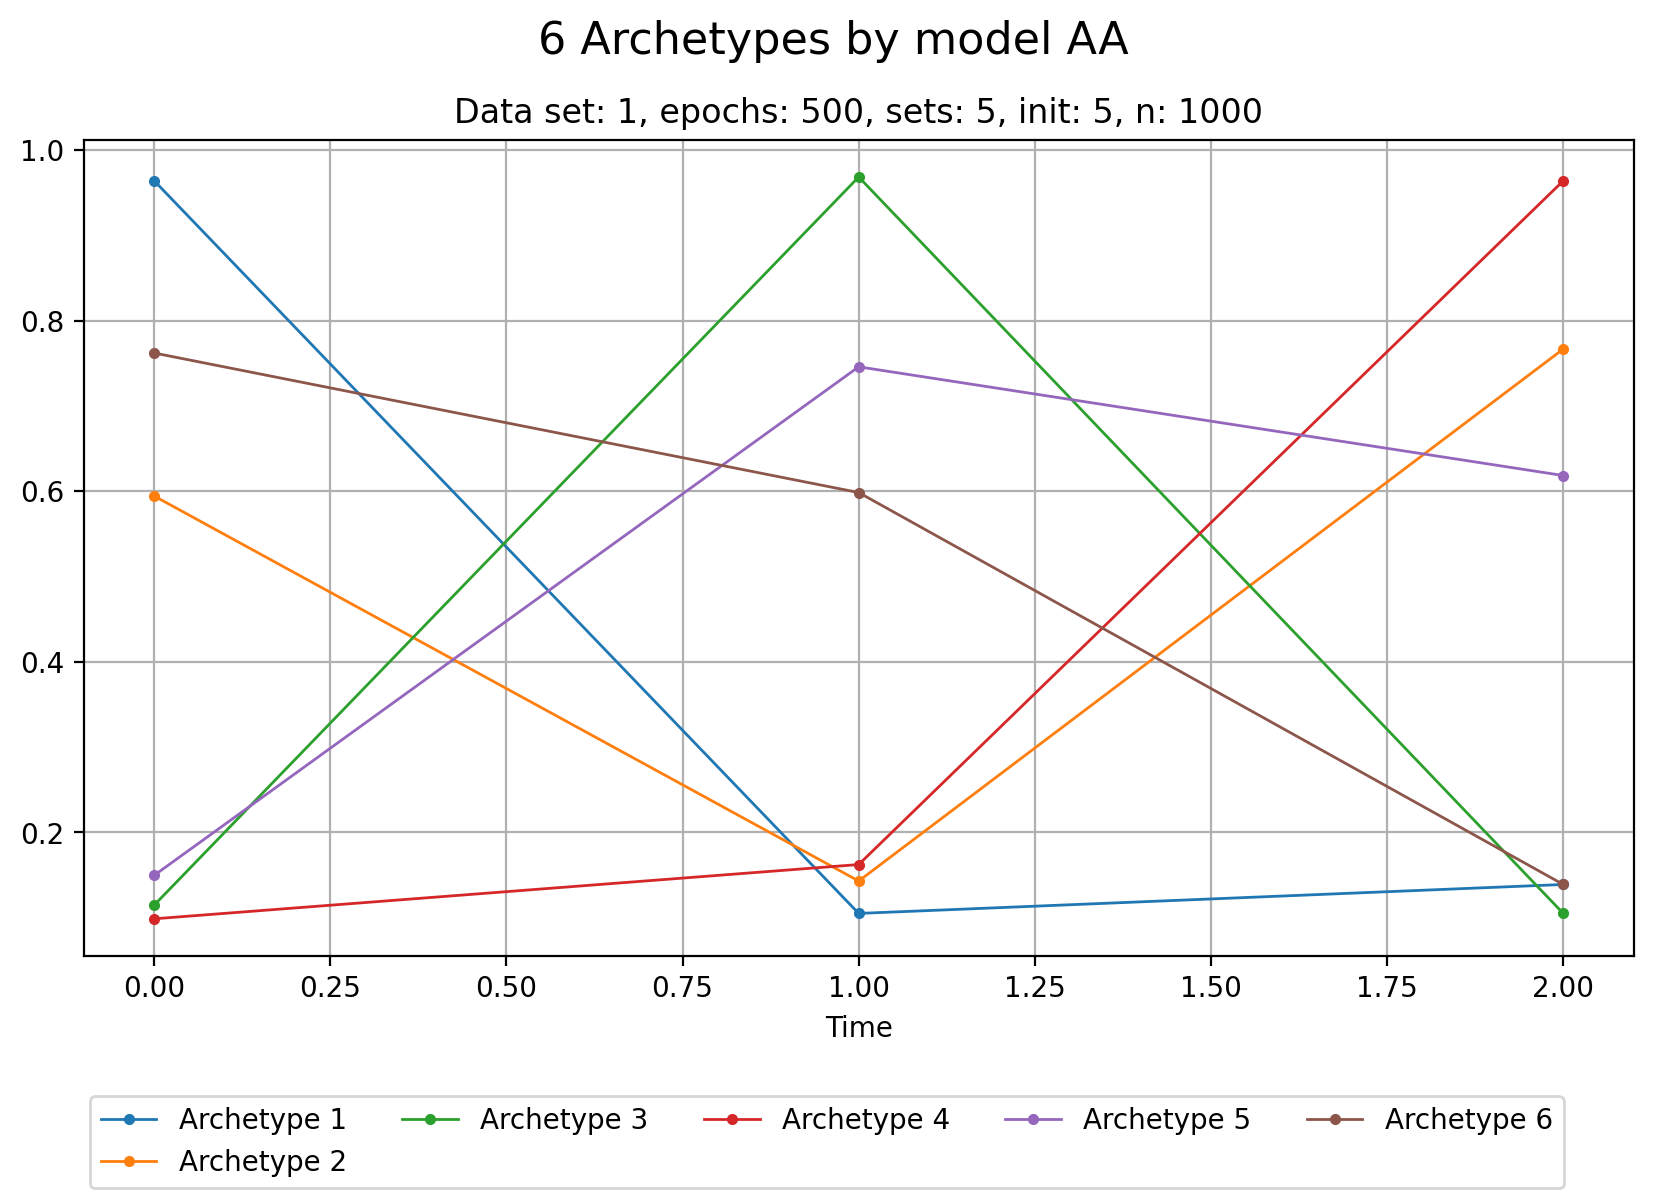 6 Archetypes by model AA
Data set: 1, epochs: 500, sets: 5, init: 5, n: 1000
1.0
0.8
0.6
0.4
0.2
0.00 0.25 0.50 0.75 1.00 1.25 1.50 1.75 2.00
Time
Archetype 1 Archetype 3 Archetype 4 Archetype 5 Archetype 6
Archetype 2